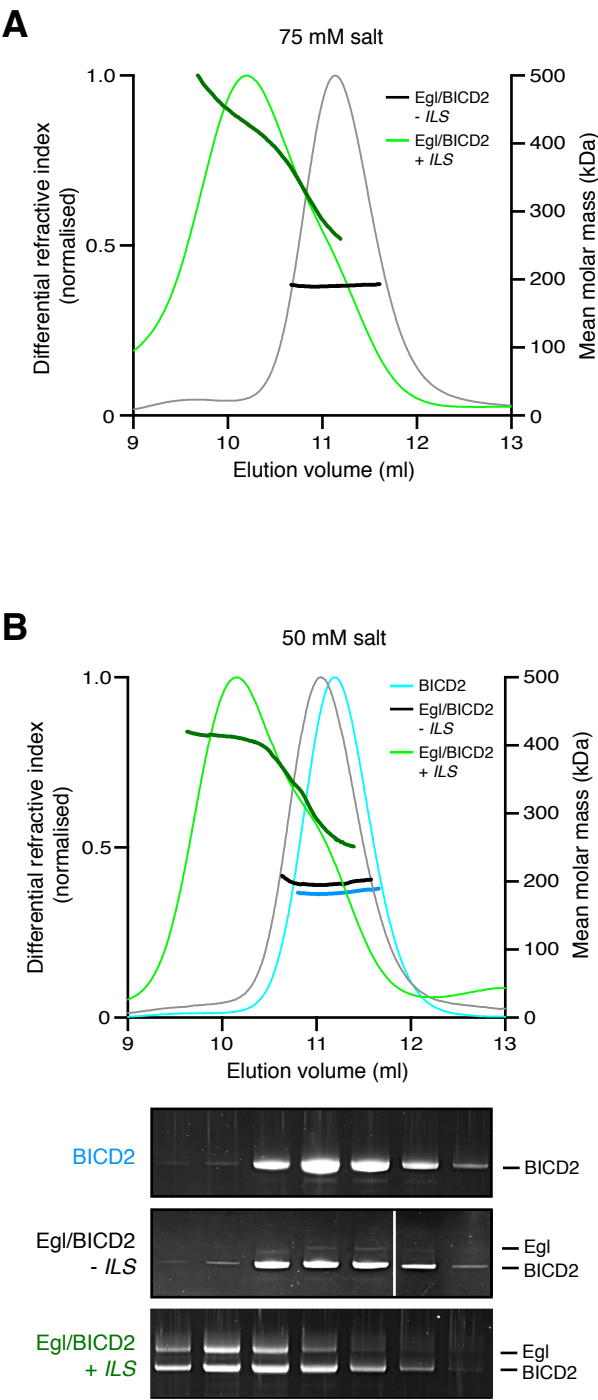 A
75 mM salt
Differential refractive index
(normalised)
1.0
0.5
0
9
10
11
12
13
Elution volume (ml)
500
400
300
200
100
0
Mean molar mass (kDa)
Egl/BICD2
- ILS
Egl/BICD2
+ ILS
B
50 mM salt
Differential refractive index
(normalised)
1.0
0.5
0
9
10
11
12
13
Elution volume (ml)
500
400
300
200
100
0
Mean molar mass (kDa)
BICD2
Egl/BICD2
- ILS
Egl/BICD2
+ ILS
BICD2
BICD2
Egl/BICD2
- ILS
Egl
BICD2
Egl/BICD2
+ ILS
Egl
BICD2